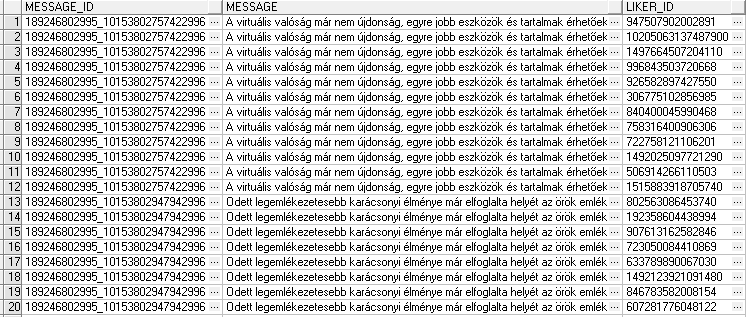 MESSAGE_ID MESSAGE LIKER_ID
1 189246802995_10153802757422996 ... A virtuális valóság már nem újdonság, egyre jobb eszközök és tartalmak érhetőek ... 947507902002891 ...
2 189246802995_10153802757422996 ... A virtuális valóság már nem újdonság, egyre jobb eszközök és tartalmak érhetőek ... 10205063137487900 ...
3 189246802995_10153802757422996 ... A virtuális valóság már nem újdonság, egyre jobb eszközök és tartalmak érhetőek ... 1497664507204110 ...
4 189246802995_10153802757422996 ... A virtuális valóság már nem újdonság, egyre jobb eszközök és tartalmak érhetőek ... 996843503720668 ...
5 189246802995_10153802757422996 ... A virtuális valóság már nem újdonság, egyre jobb eszközök és tartalmak érhetőek ... 926582897427550 ...
6 189246802995_10153802757422996 ... A virtuális valóság már nem újdonság, egyre jobb eszközök és tartalmak érhetőek ... 306775102856985 ...
7 189246802995_10153802757422996 ... A virtuális valóság már nem újdonság, egyre jobb eszközök és tartalmak érhetőek ... 840400045990468 ...
8 189246802995_10153802757422996 ... A virtuális valóság már nem újdonság, egyre jobb eszközök és tartalmak érhetőek ... 758316400906306 ...
9 189246802995_10153802757422996 ... A virtuális valóság már nem újdonság, egyre jobb eszközök és tartalmak érhetőek ... 722758121106201 ...
10 189246802995_10153802757422996 ... A virtuális valóság már nem újdonság, egyre jobb eszközök és tartalmak érhetőek ... 1492025097721290 ...
11 189246802995_10153802757422996 ... A virtuális valóság már nem újdonság, egyre jobb eszközök és tartalmak érhetőek ... 506914266110503 ...
12 189246802995_10153802757422996 ... A virtuális valóság már nem újdonság, egyre jobb eszközök és tartalmak érhetőek ... 1515883918705740 ...
13 189246802995_10153802947942996 ... Odett legemlékezetesebb karácsonyi élménye már elfoglalta helyét az örök emlék ... 802563086453740 ...
14 189246802995_10153802947942996 ... Odett legemlékezetesebb karácsonyi élménye már elfoglalta helyét az örök emlék ... 192358604438994 ...
15 189246802995_10153802947942996 ... Odett legemlékezetesebb karácsonyi élménye már elfoglalta helyét az örök emlék ... 907613162582846 ...
16 189246802995_10153802947942996 ... Odett legemlékezetesebb karácsonyi élménye már elfoglalta helyét az örök emlék ... 723050084410869 ...
17 189246802995_10153802947942996 ... Odett legemlékezetesebb karácsonyi élménye már elfoglalta helyét az örök emlék ... 633789890067030 ...
18 189246802995_10153802947942996 ... Odett legemlékezetesebb karácsonyi élménye már elfoglalta helyét az örök emlék ... 1492123921091480 ...
19 189246802995_10153802947942996 ... Odett legemlékezetesebb karácsonyi élménye már elfoglalta helyét az örök emlék ... 846783582008154 ...
20 189246802995_10153802947942996 ... Odett legemlékezetesebb karácsonyi élménye már elfoglalta helyét az örök emlék ... 607281776048122 ...